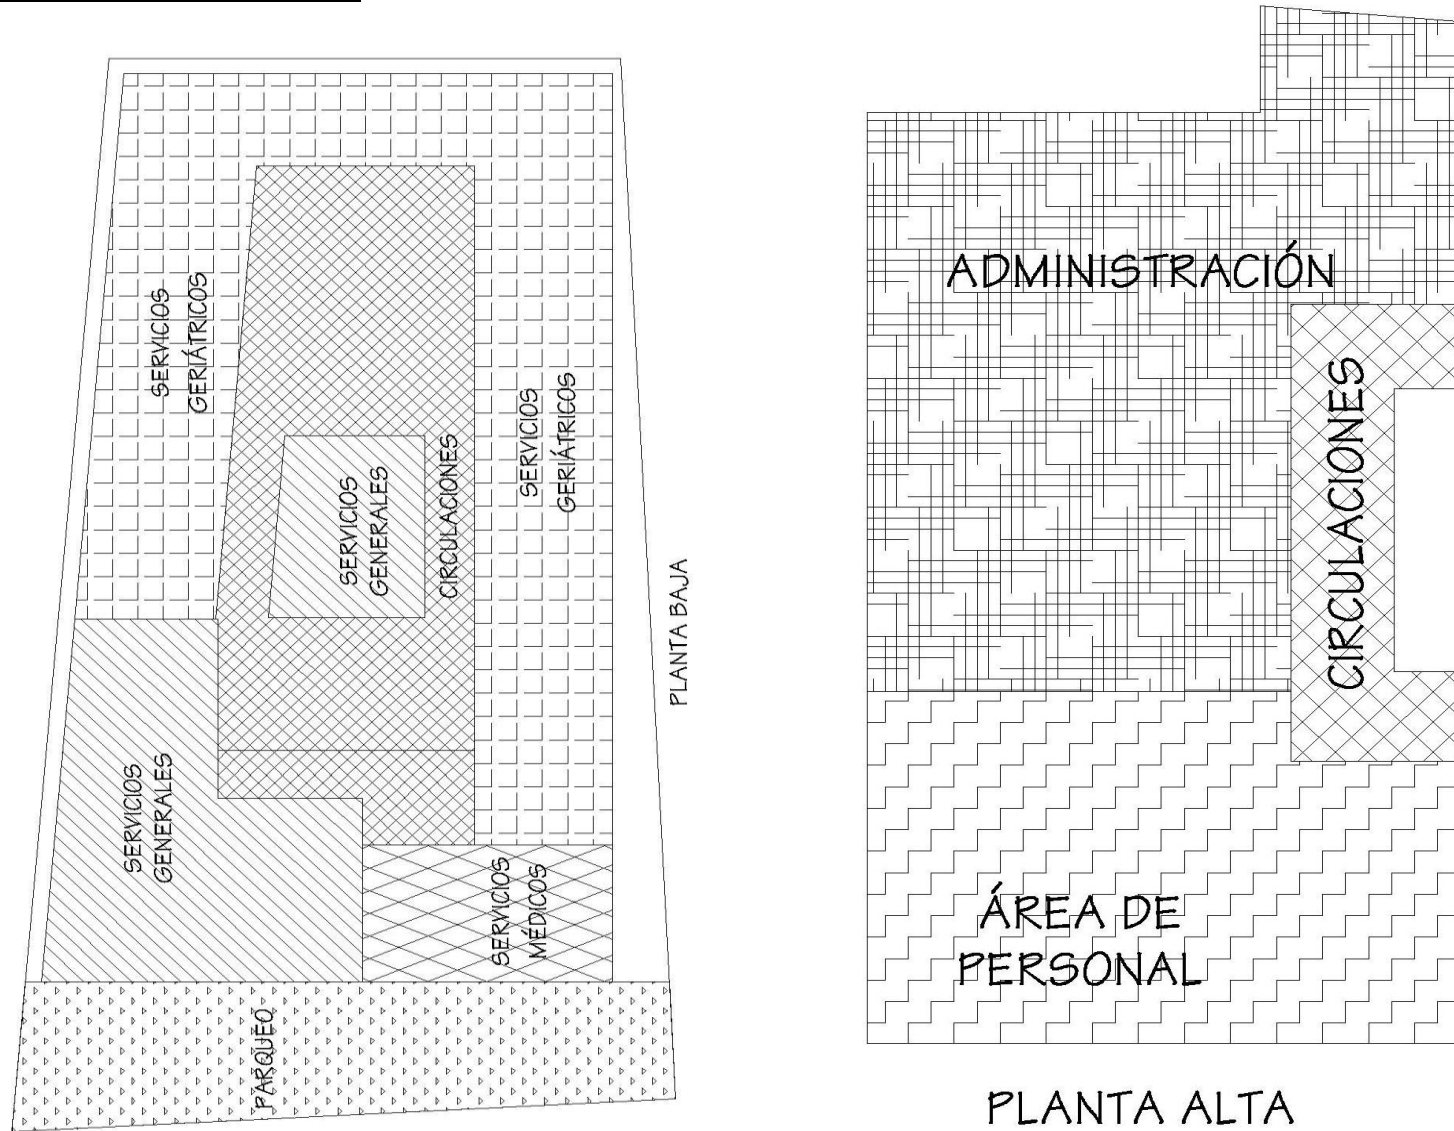 SERVICIOS
GERIÁTRICOS
SERVICIOS
GERIÁTRICOS
SERVICIOS
GENERALES
CIRCULACIONES
SERVICIOS
GENERALES
SERVICIOS
MÉDICOS
PARQUEO
PLANTA BAJA
ADMINISTRACIÓN
CIRCULACIONES
ÁREA DE
PERSONAL
PLANTA ALTA